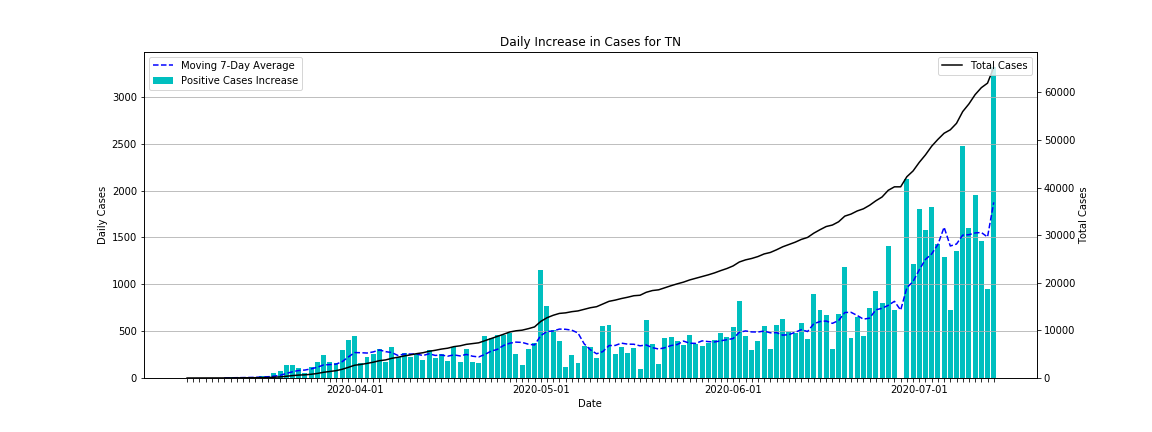 Daily Increase in Cases for TN
Moving 7-Day Average
Positive Cases Increase
Total Cases
3000
2500
2000
1500
1000
500
0
Daily Cases
60000
50000
40000
30000
20000
10000
0
Total Cases
2020-04-01
2020-05-01
2020-06-01
2020-07-01
Date